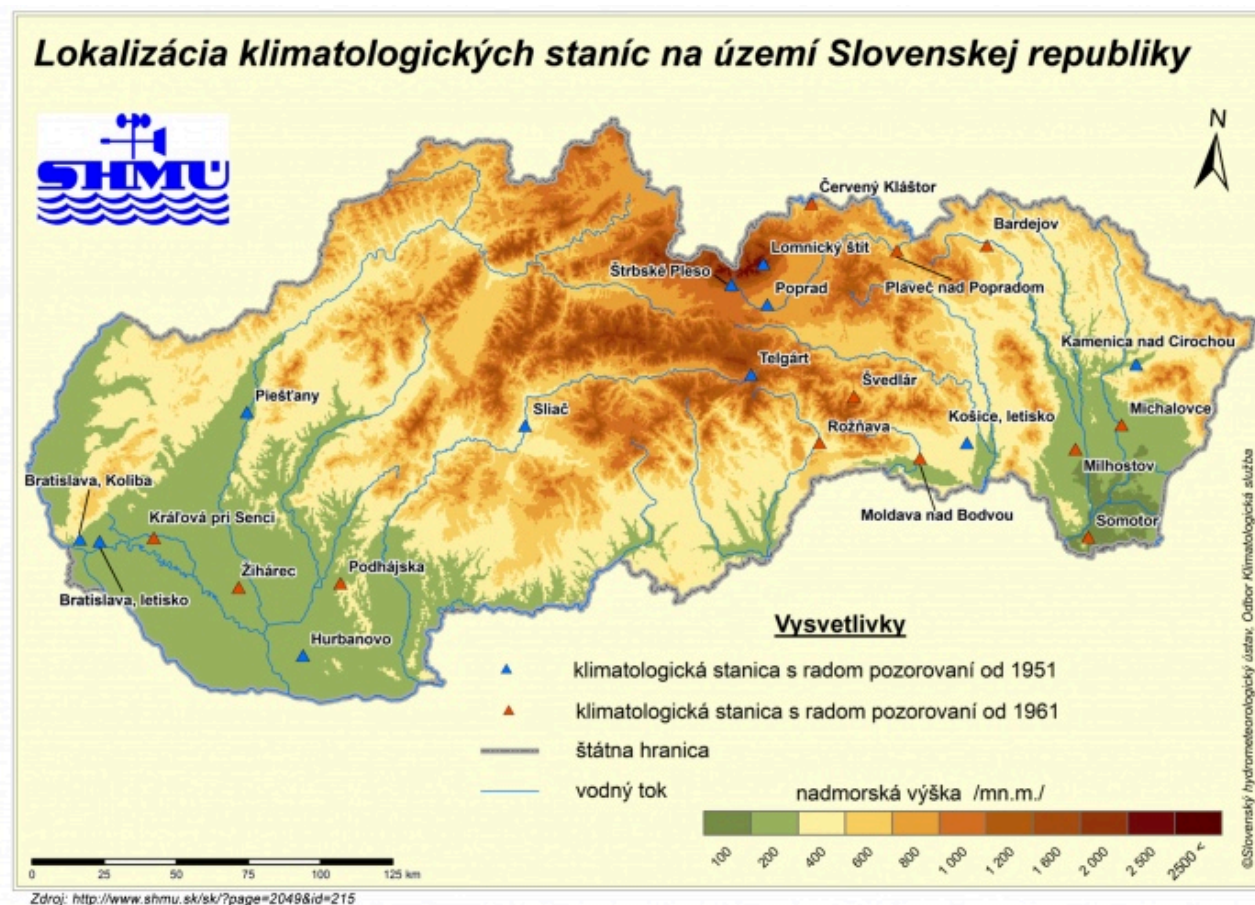 Lokalizácia klimatologických staníc na území Slovenskej republiky
SHMÚ
N
Červený Kláštor
Bardejov
Lomnický štít
Štrbské Pleso
Poprad
Plaveč nad Popradom
Kamenica nad Cirochou
Telgárt
Piešťany
Švedlár
Sliač
Michalovce
Košice, letisko
Rožňava
Bratislava, Koliba
Milhostov
Kráľová pri Senci
Moldava nad Bodvou
Somotor
Žihárec
Podhájska
Bratislava, letisko
Hurbanovo
Vysvetlivky
klimatologická stanica s radom pozorovaní od 1951
klimatologická stanica s radom pozorovaní od 1961
štátna hranica
vodný tok
nadmorská výška /mn.m./
100 200 400 600 800 1 000 1 200 1 600 2 000 2 500 2500 <
0 25 50 75 100 125 km
©Slovenský hydrometeorologický ústav, Odbor Klimatologická služba
Zdroj: http://www.shmu.sk/sk/?page=2049&id=215